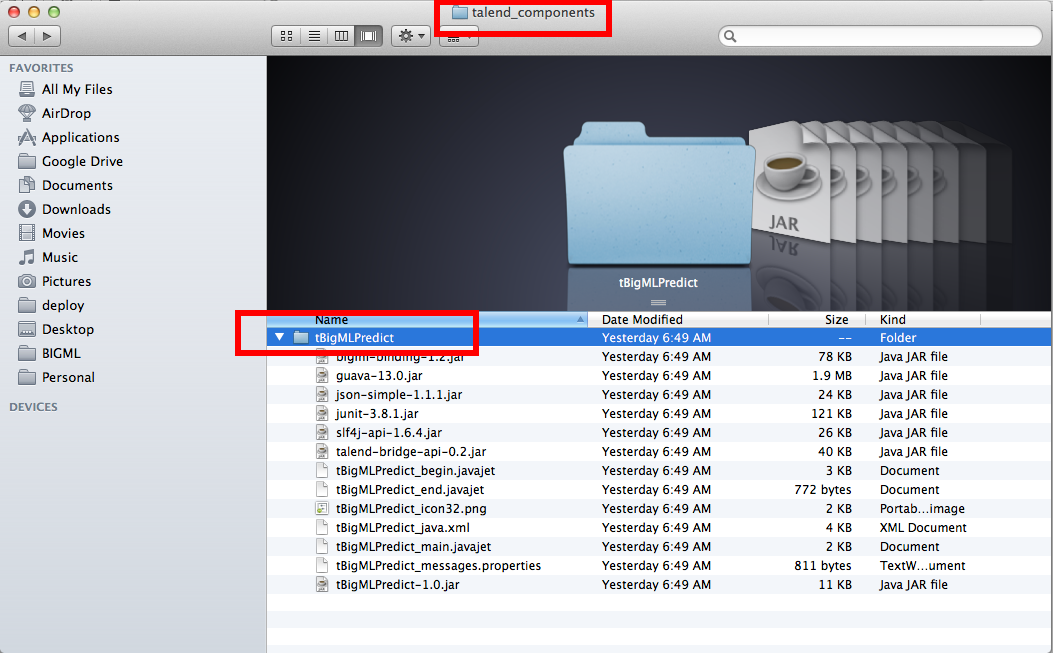 talend_components
FAVORITES
All My Files
AirDrop
Applications
Google Drive
Documents
Downloads
Movies
Music
Pictures
deploy
Desktop
BIGML
Personal
DEVICES
JAR
tBigMLPredict
Name Date Modified Size Kind
tBigMLPredict Yesterday 6:49 AM -- Folder
bigml-binding-1.2.jar Yesterday 6:49 AM 78 KB Java JAR file
guava-13.0.jar Yesterday 6:49 AM 1.9 MB Java JAR file
json-simple-1.1.1.jar Yesterday 6:49 AM 24 KB Java JAR file
junit-3.8.1.jar Yesterday 6:49 AM 121 KB Java JAR file
slf4j-api-1.6.4.jar Yesterday 6:49 AM 26 KB Java JAR file
talend-bridge-api-0.2.jar Yesterday 6:49 AM 40 KB Java JAR file
tBigMLPredict_begin.javajet Yesterday 6:49 AM 3 KB Document
tBigMLPredict_end.javajet Yesterday 6:49 AM 772 bytes Document
tBigMLPredict_icon32.png Yesterday 6:49 AM 2 KB Portab...image
tBigMLPredict_java.xml Yesterday 6:49 AM 4 KB XML Document
tBigMLPredict_main.javajet Yesterday 6:49 AM 2 KB Document
tBigMLPredict_messages.properties Yesterday 6:49 AM 811 bytes TextW...ument
tBigMLPredict-1.0.jar Yesterday 6:49 AM 11 KB Java JAR file